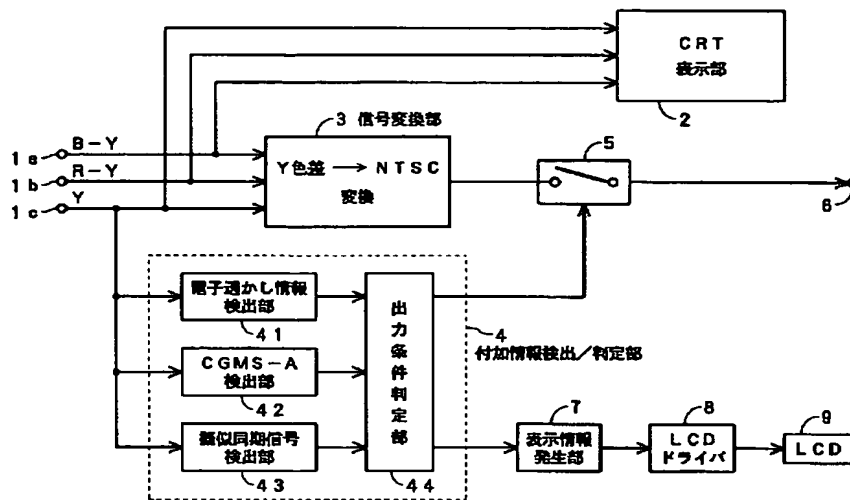 CRT
表示部
2
3 信号変換部
1a
B-Y
1b
R-Y
1c
Y
Y色差 → NTSC
変換
5
6
電子透かし情報
検出部
41
CGMS-A
検出部
42
擬似同期信号
検出部
43
出力条件判定部
44
4
付加情報検出/判定部
7
表示情報
発生部
8
LCD
ドライバ
9
LCD